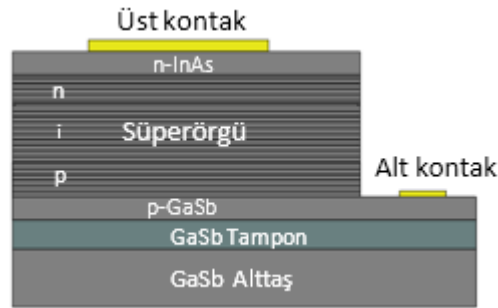 Üst kontak
n-InAs
n
i
Süperörgü
p
Alt kontak
p-GaSb
GaSb Tampon
GaSb Alttaş